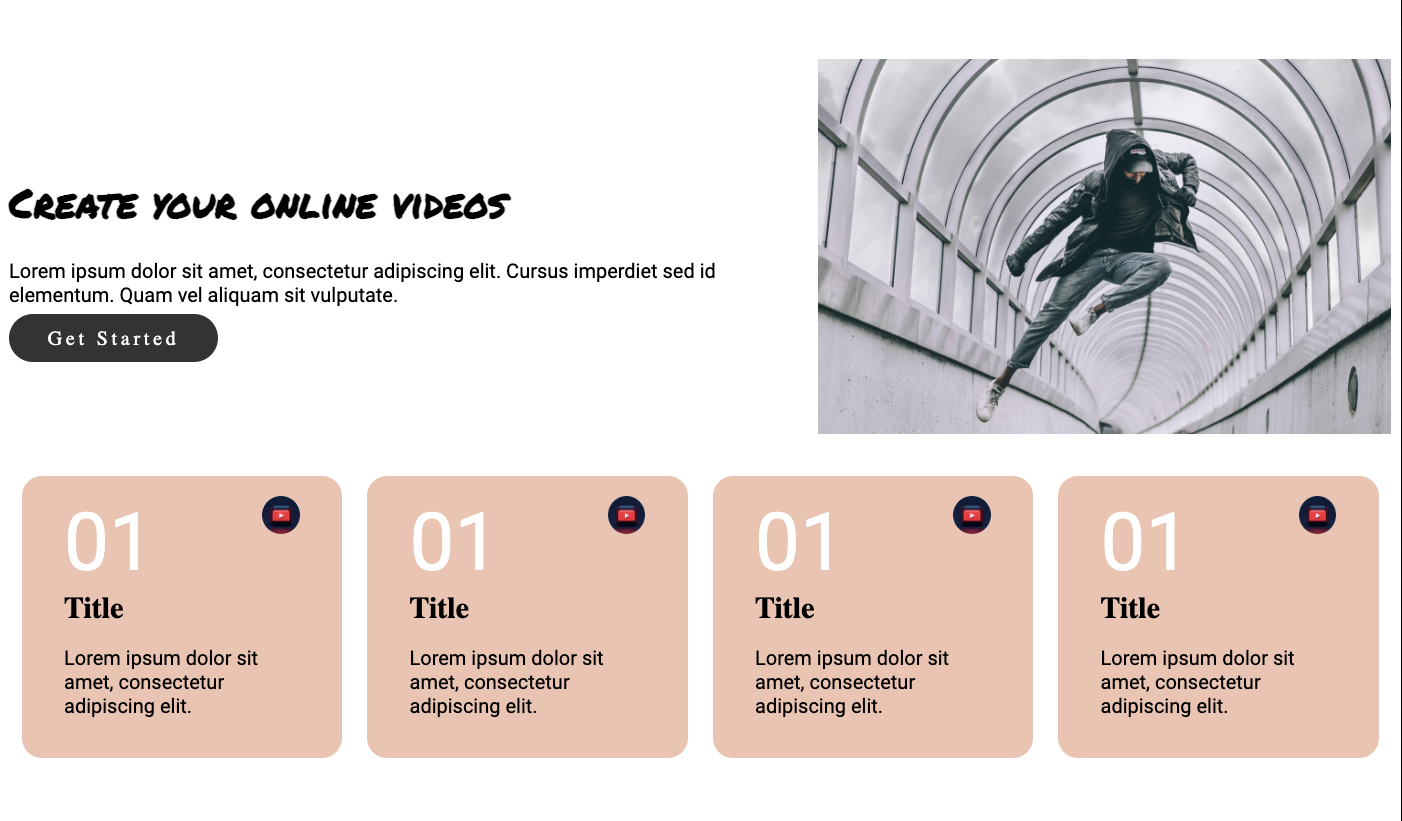 Create your online videos
Lorem ipsum dolor sit amet, consectetur adipiscing elit. Cursus imperdiet sed id
elementum. Quam vel aliquam sit vulputate.
Get Started
01
Title
Lorem ipsum dolor sit
amet, consectetur
adipiscing elit.
01
Title
Lorem ipsum dolor sit
amet, consectetur
adipiscing elit.
01
Title
Lorem ipsum dolor sit
amet, consectetur
adipiscing elit.
01
Title
Lorem ipsum dolor sit
amet, consectetur
adipiscing elit.